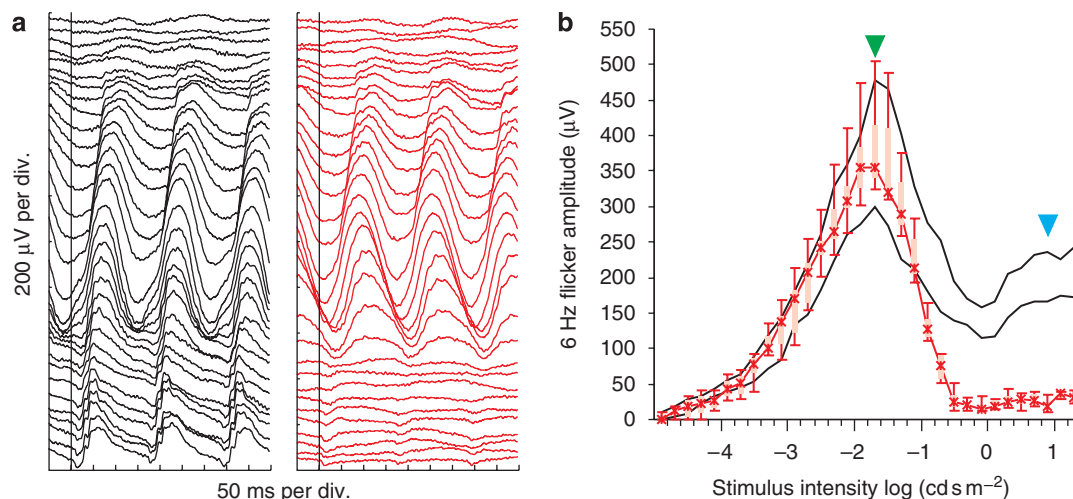 a
200 μV per div.
50 ms per div.
b
6 Hz flicker amplitude (μV)
550
500
450
400
350
300
250
200
150
100
50
0
−4 −3 −2 −1 0 1
Stimulus intensity log (cd s m−2)